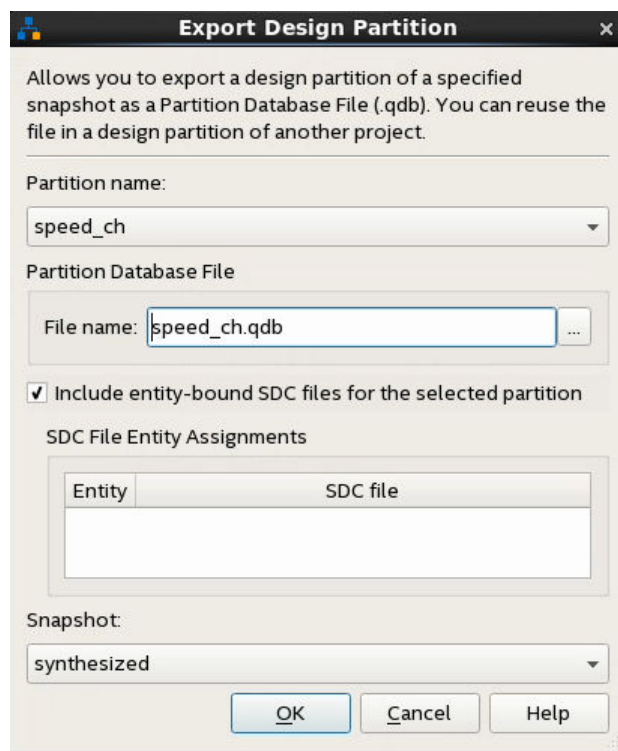 Export Design Partition
Allows you to export a design partition of a specified
snapshot as a Partition Database File (.qdb). You can reuse the
file in a design partition of another project.
Partition name:
speed_ch
Partition Database File
File name: speed_ch.qdb ...
Include entity-bound SDC files for the selected partition
SDC File Entity Assignments
Entity SDC file
Snapshot:
synthesized
OK Cancel Help